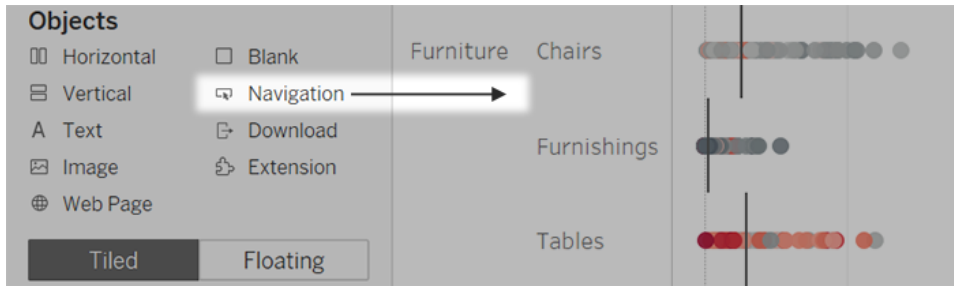 Objects
Horizontal
Blank
Vertical
Navigation
Text
Download
Image
Extension
Web Page
Tiled
Floating
Furniture
Chairs
Furnishings
Tables